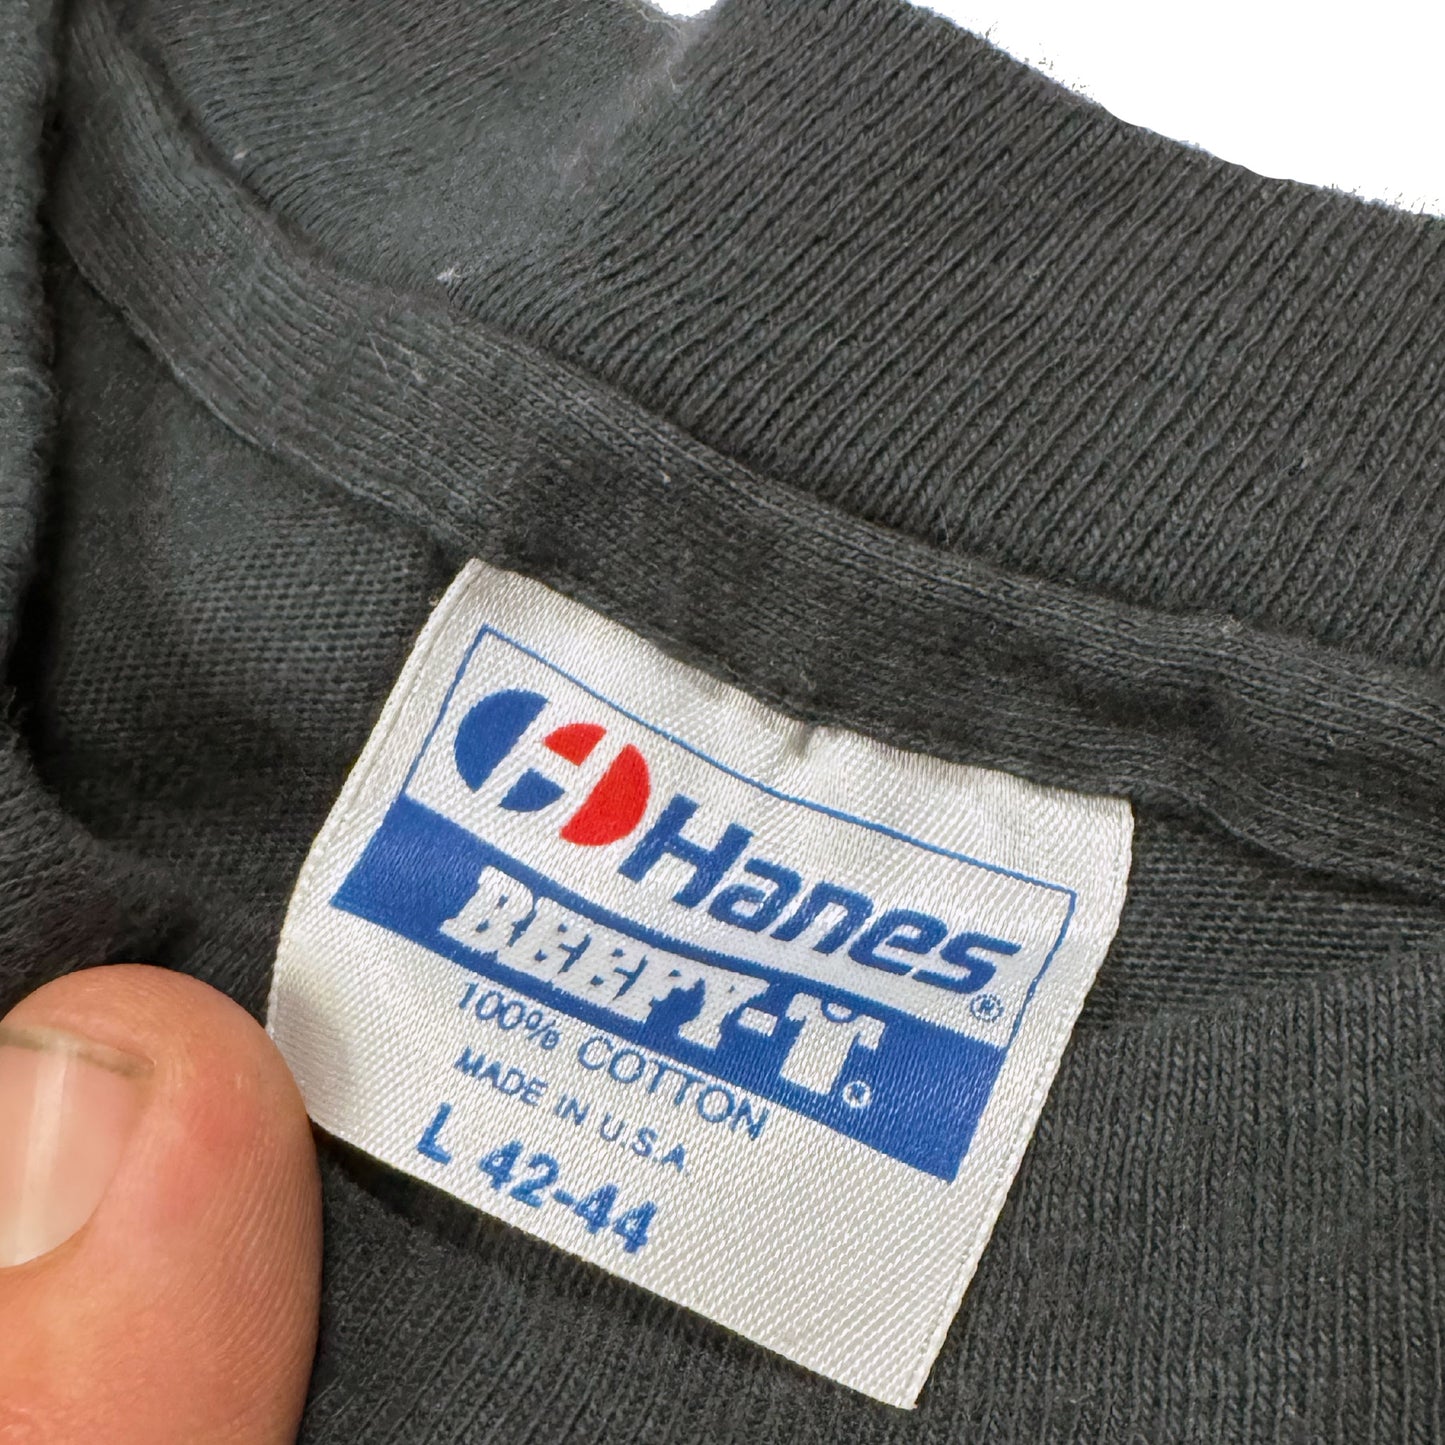 Hanes®
BEEFY-T®
100% COTTON
MADE IN U.S.A.
L 42-44